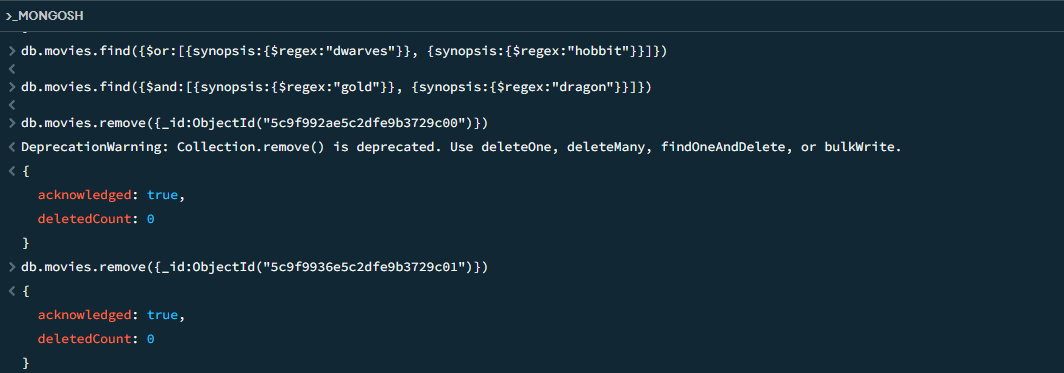 >_MONGOSH
> db.movies.find({$or:[{synopsis:{$regex:"dwarves"}}, {synopsis:{$regex:"hobbit"}}]})
<
> db.movies.find({$and:[{synopsis:{$regex:"gold"}}, {synopsis:{$regex:"dragon"}}]})
<
> db.movies.remove({_id:ObjectId("5c9f992ae5c2dfe9b3729c00")})
< DeprecationWarning: Collection.remove() is deprecated. Use deleteOne, deleteMany, findOneAndDelete, or bulkWrite.
< {
acknowledged: true,
deletedCount: 0
}
> db.movies.remove({_id:ObjectId("5c9f9936e5c2dfe9b3729c01")})
< {
acknowledged: true,
deletedCount: 0
}